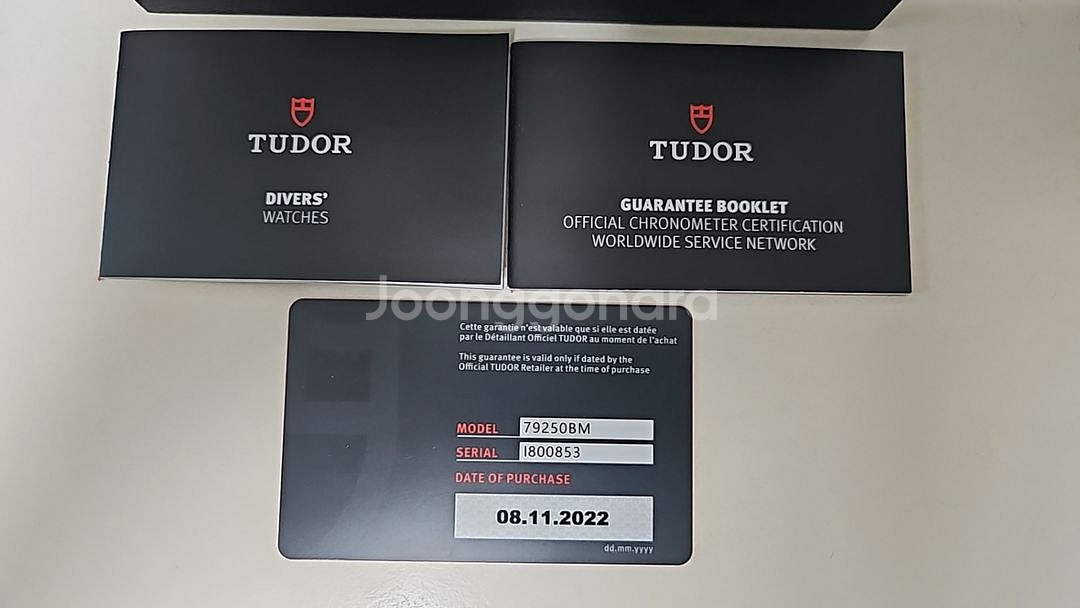 TUDOR
DIVERS'
WATCHES
TUDOR
GUARANTEE BOOKLET
OFFICIAL CHRONOMETER CERTIFICATION
WORLDWIDE SERVICE NETWORK
Joonggonara
Cette garantie n'est valable que si elle est datée
par le Détaillant Officiel TUDOR au moment de l'achat
This guarantee is valid only if dated by the
Official TUDOR Retailer at the time of purchase
MODEL 79250BM
SERIAL I800853
DATE OF PURCHASE
08.11.2022
dd.mm.yyyy